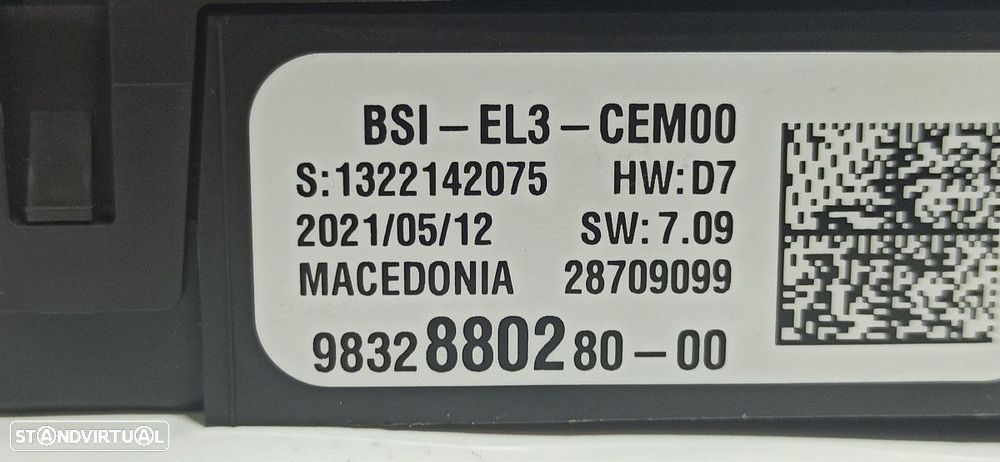 BSI-EL3-CEM00
S:1322142075 HW:D7
2021/05/12 SW:7.09
MACEDONIA 28709099
9832880280-00
STANDVIRTUAL